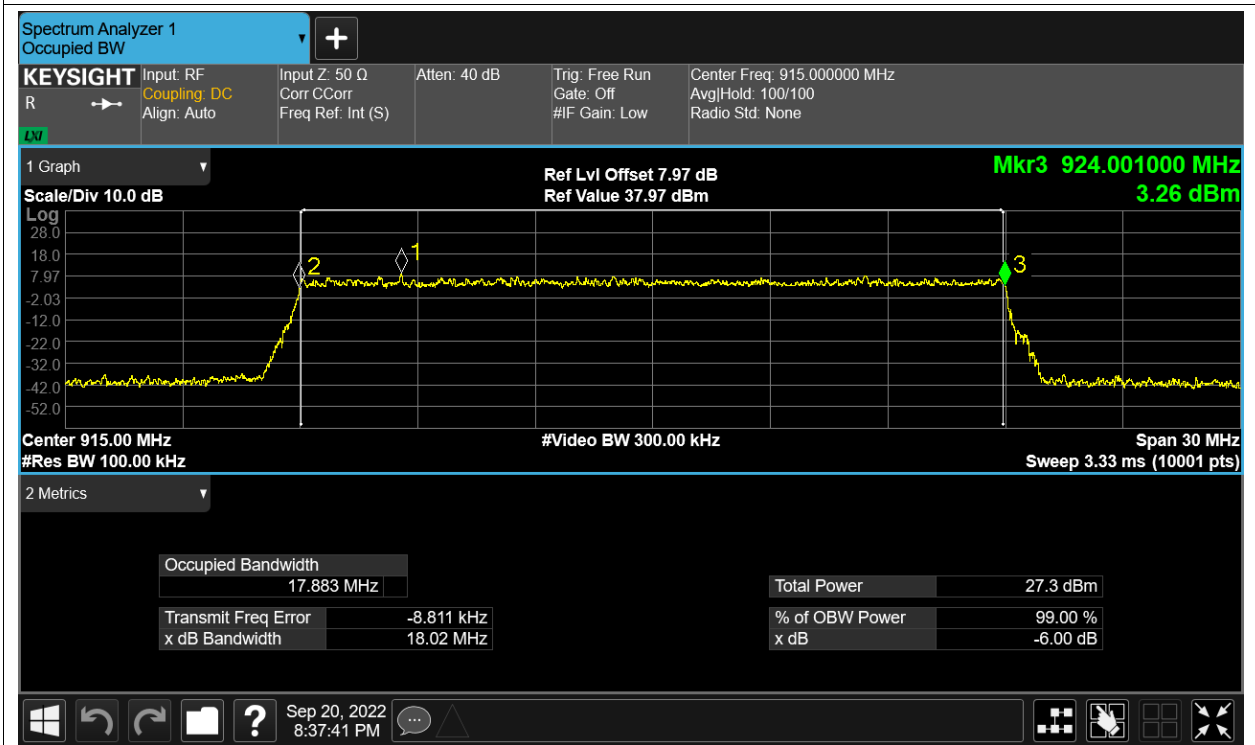 Spectrum Analyzer 1
Occupied BW
KEYSIGHT Input: RF Input Z: 50 Ω Atten: 40 dB Trig: Free Run Center Freq: 915.000000 MHz
R Coupling: DC Corr CCorr Gate: Off Avg|Hold: 100/100
Align: Auto Freq Ref: Int (S) #IF Gain: Low Radio Std: None
LXI
1 Graph Ref Lvl Offset 7.97 dB Mkr3 924.001000 MHz
Scale/Div 10.0 dB Ref Value 37.97 dBm 3.26 dBm
Log
28.0
18.0 1
7.97 2 3
-2.03
-12.0
-22.0
-32.0
-42.0
-52.0
Center 915.00 MHz #Video BW 300.00 kHz Span 30 MHz
#Res BW 100.00 kHz Sweep 3.33 ms (10001 pts)
2 Metrics
Occupied Bandwidth
17.883 MHz Total Power 27.3 dBm
Transmit Freq Error -8.811 kHz % of OBW Power 99.00 %
x dB Bandwidth 18.02 MHz x dB -6.00 dB
? Sep 20, 2022
8:37:41 PM